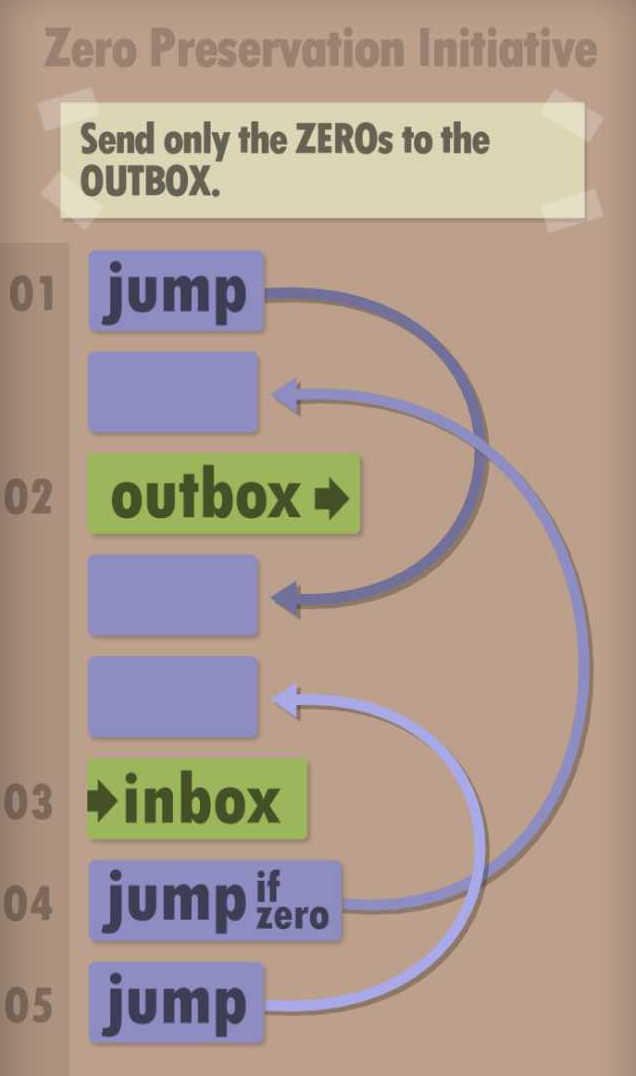 Zero Preservation Initiative
Send only the ZEROs to the
OUTBOX.
01 jump
02 outbox
03 inbox
04 jump if zero
05 jump